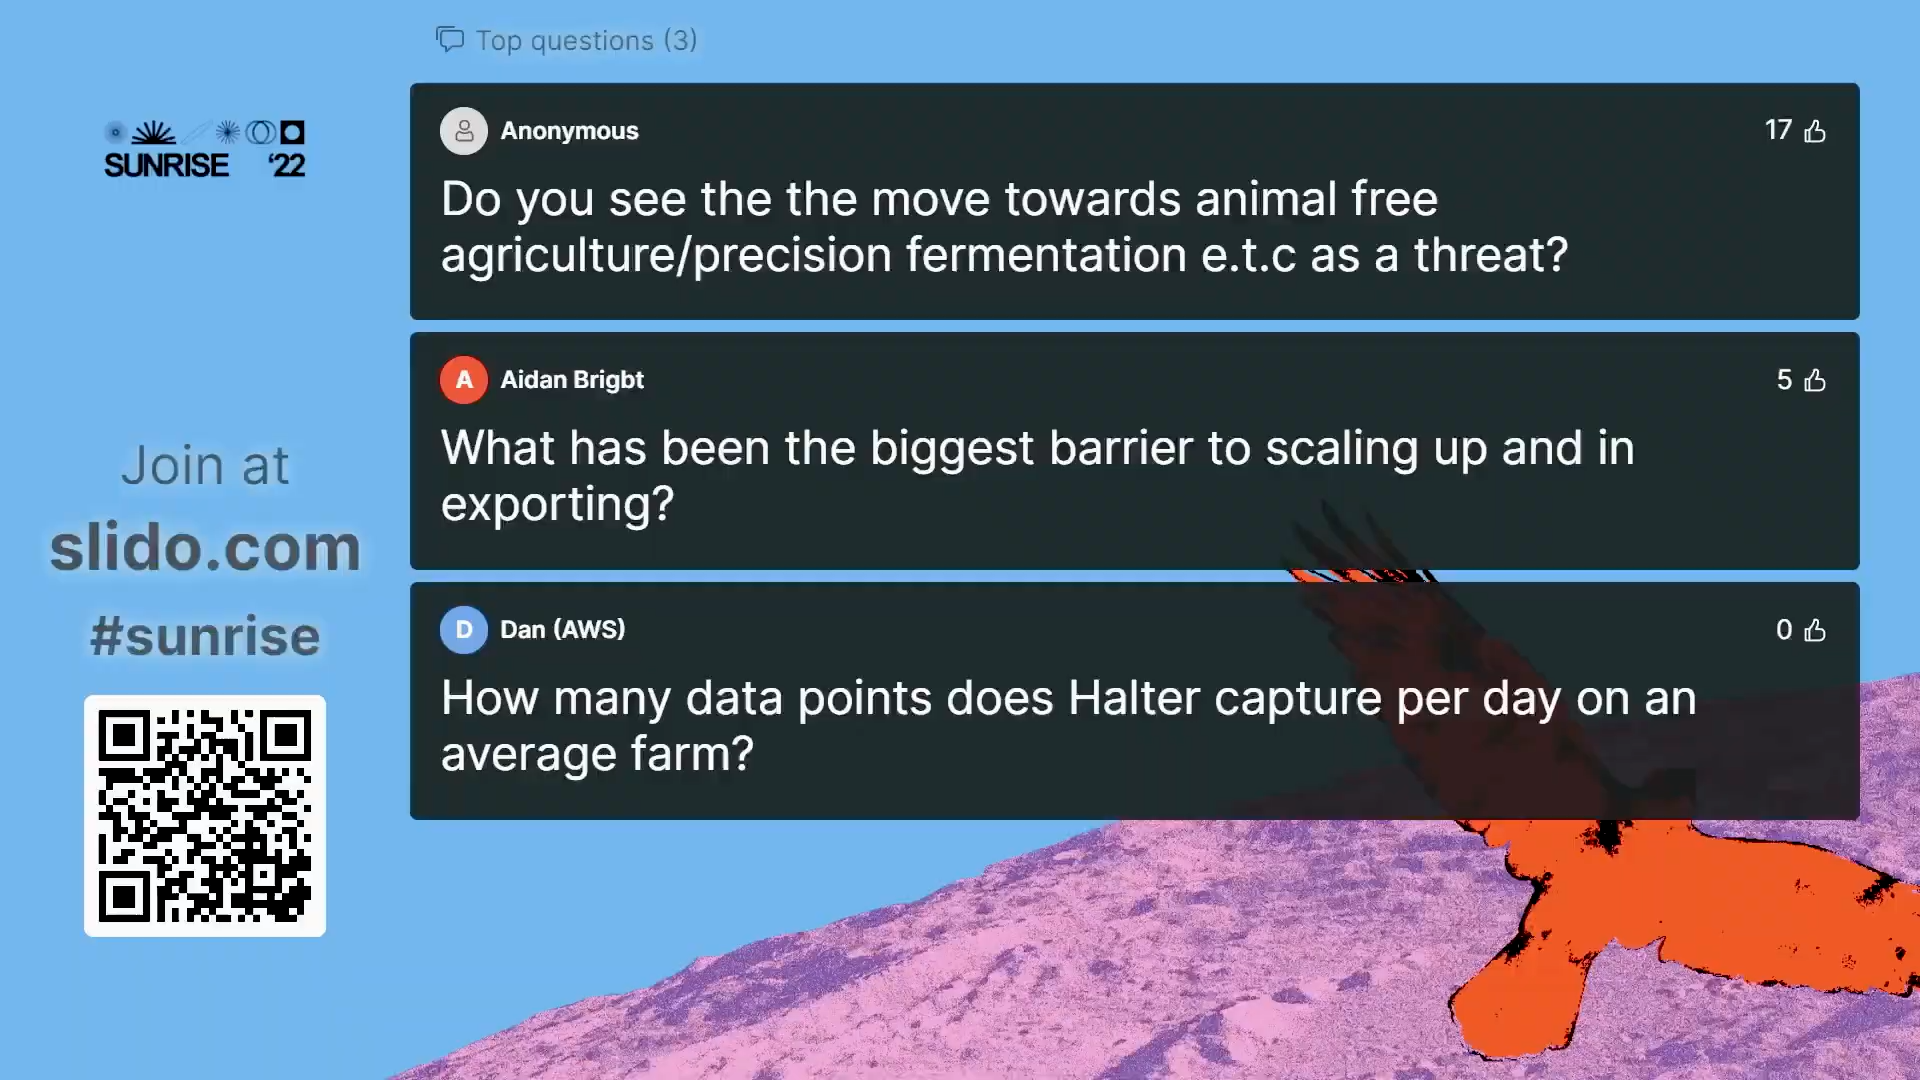 Top questions (3)
SUNRISE '22
Join at
slido.com
#sunrise
Anonymous
17
Do you see the the move towards animal free
agriculture/precision fermentation e.t.c as a threat?
A
Aidan Brigbt
5
What has been the biggest barrier to scaling up and in
exporting?
D
Dan (AWS)
0
How many data points does Halter capture per day on an
average farm?